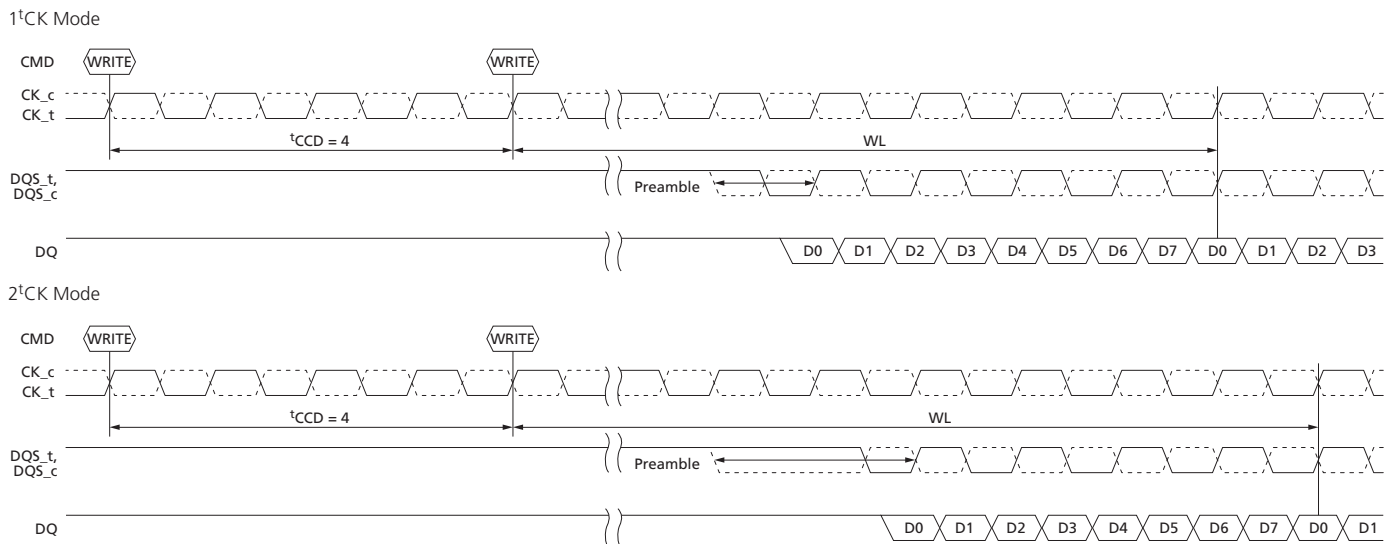 1tCK Mode
CMD WRITE WRITE
CK_c
CK_t
tCCD = 4 WL
DQS_t,
DQS_c
Preamble
DQ D0 D1 D2 D3 D4 D5 D6 D7 D0 D1 D2 D3
2tCK Mode
CMD WRITE WRITE
CK_c
CK_t
tCCD = 4 WL
DQS_t,
DQS_c
Preamble
DQ D0 D1 D2 D3 D4 D5 D6 D7 D0 D1